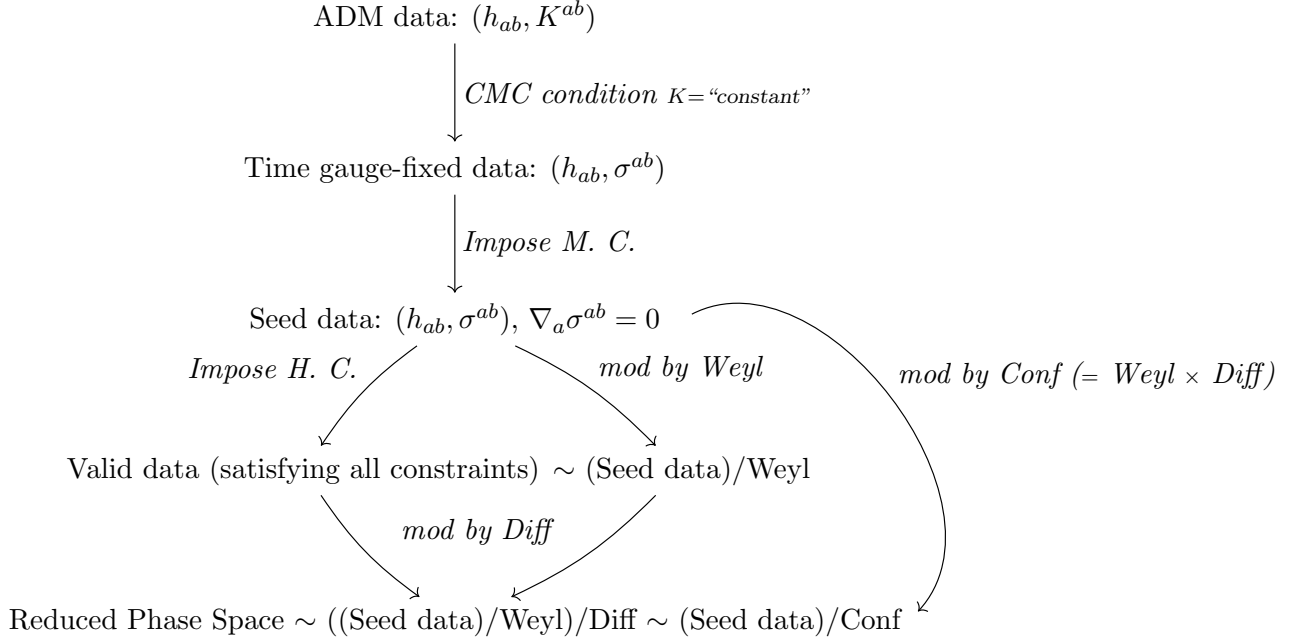 ADM data: (h_{ab}, K^{ab})
CMC condition K=“constant”
Time gauge-fixed data: (h_{ab}, σ^{ab})
Impose M. C.
Seed data: (h_{ab}, σ^{ab}), ∇_aσ^{ab} = 0
Impose H. C.
mod by Weyl
mod by Conf (= Weyl × Diff)
Valid data (satisfying all constraints) ∼ (Seed data)/Weyl
mod by Diff
Reduced Phase Space ∼ ((Seed data)/Weyl)/Diff ∼ (Seed data)/Conf